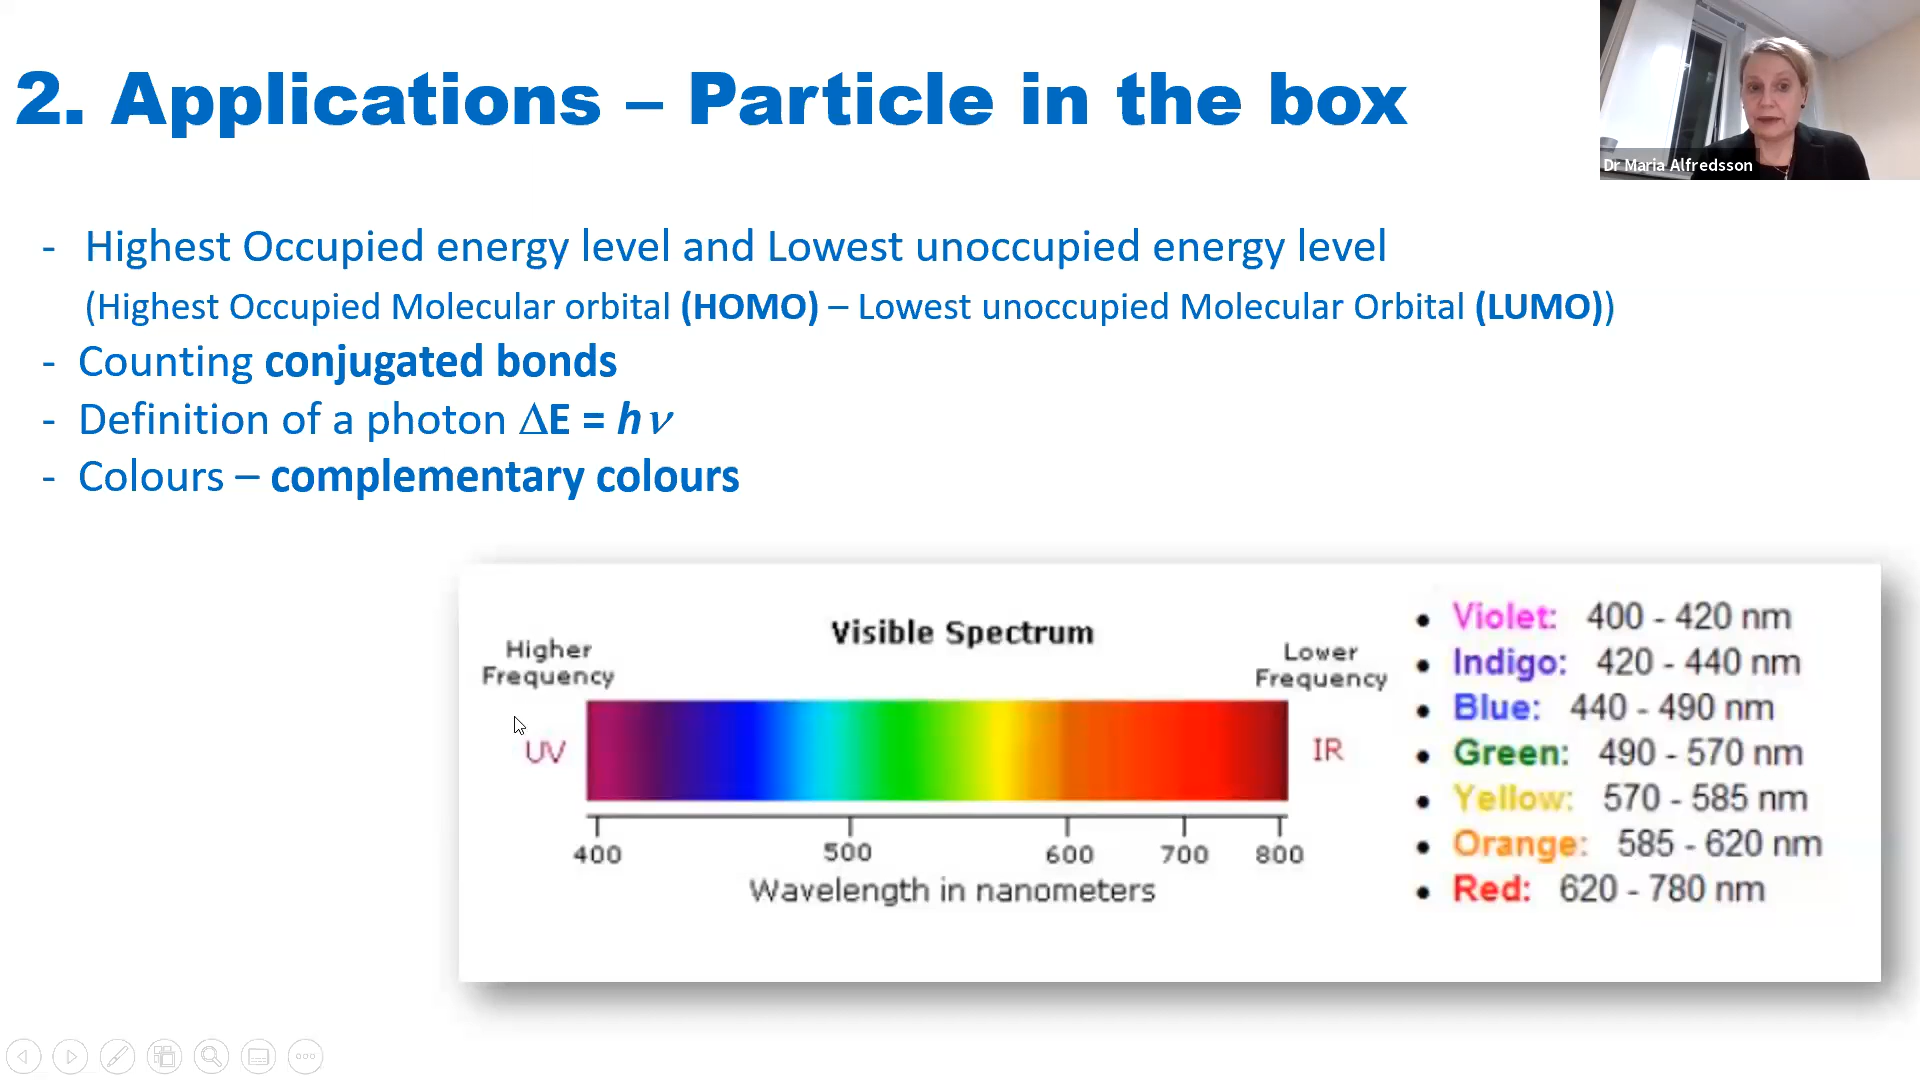 2. Applications – Particle in the box
Dr Maria Alfredsson
- Highest Occupied energy level and Lowest unoccupied energy level
(Highest Occupied Molecular orbital (HOMO) – Lowest unoccupied Molecular Orbital (LUMO))
- Counting conjugated bonds
- Definition of a photon ΔE = hν
- Colours – complementary colours
Visible Spectrum
Higher
Frequency
Lower
Frequency
UV
IR
400 500 600 700 800
Wavelength in nanometers
• Violet: 400 - 420 nm
• Indigo: 420 - 440 nm
• Blue: 440 - 490 nm
• Green: 490 - 570 nm
• Yellow: 570 - 585 nm
• Orange: 585 - 620 nm
• Red: 620 - 780 nm